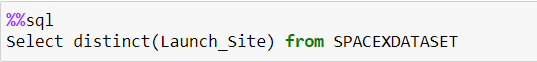 %%sql
Select distinct(Launch_Site) from SPACEXDATASET